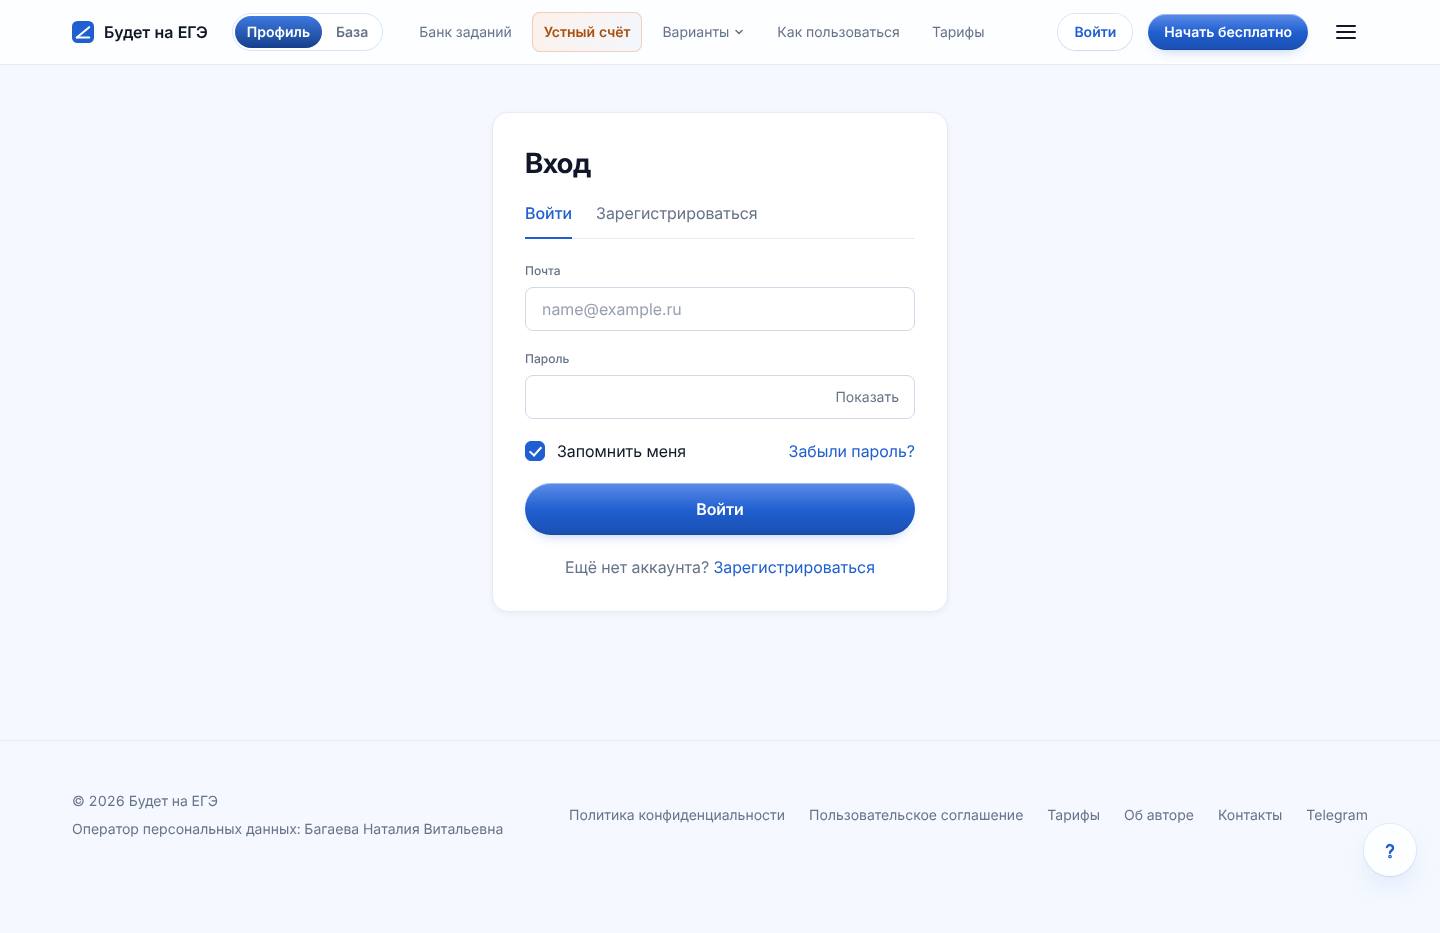 Будет на ЕГЭ
Профиль База
Банк заданий
Устный счёт
Варианты
Как пользоваться
Тарифы
Войти
Начать бесплатно
Вход
Войти Зарегистрироваться
Почта
name@example.ru
Пароль
Показать
Запомнить меня Забыли пароль?
Войти
Ещё нет аккаунта? Зарегистрироваться
© 2026 Будет на ЕГЭ
Оператор персональных данных: Багаева Наталия Витальевна
Политика конфиденциальности Пользовательское соглашение Тарифы Об авторе Контакты Telegram
?